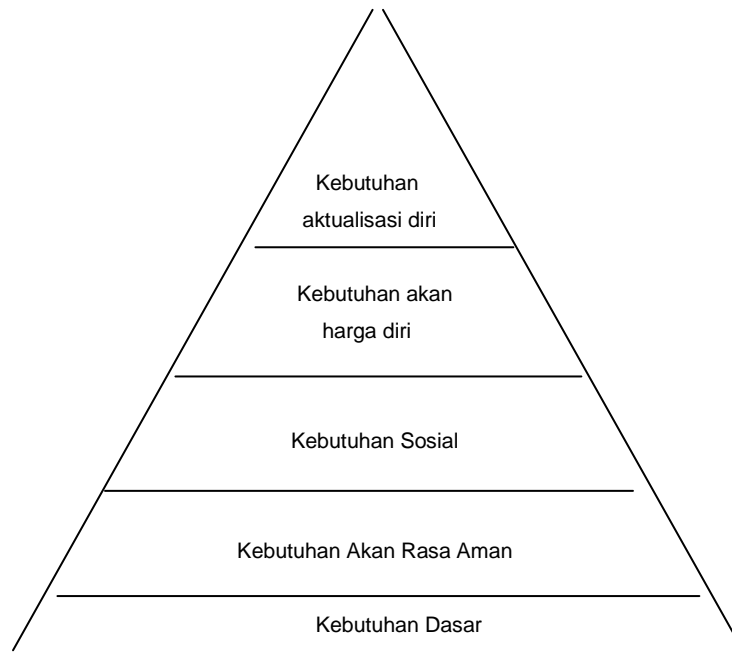 Kebutuhan
aktualisasi diri
Kebutuhan akan
harga diri
Kebutuhan Sosial
Kebutuhan Akan Rasa Aman
Kebutuhan Dasar